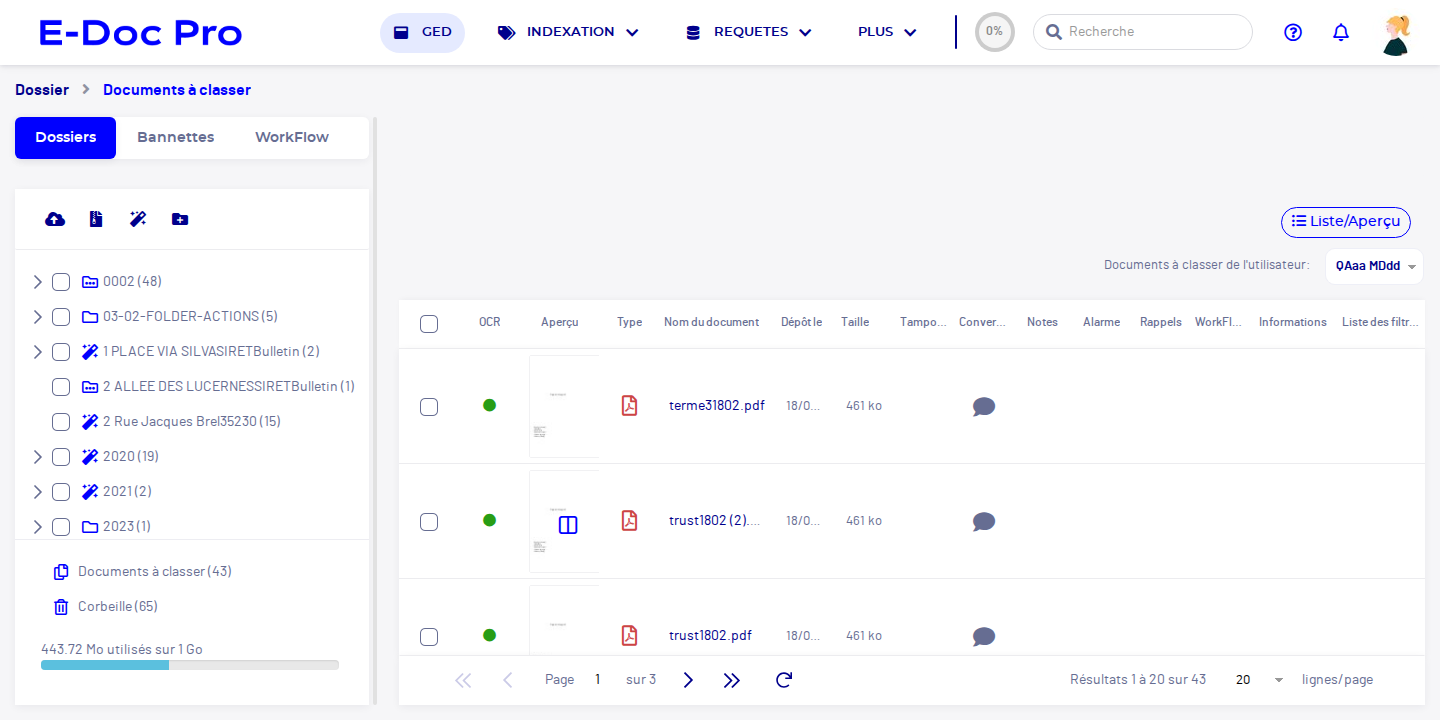 E-Doc Pro
GED
INDEXATION
REQUETES
PLUS
0%
Recherche
Dossier
Documents à classer
Dossiers
Bannettes
WorkFlow
Liste/Aperçu
Documents à classer de l'utilisateur:
QAaa MDdd
0002 (48)
03-02-FOLDER-ACTIONS (5)
1 PLACE VIA SILVASIRETBulletin (2)
2 ALLEE DES LUCERNESSIRETBulletin (1)
2 Rue Jacques Brel35230 (15)
2020 (19)
2021 (2)
2023 (1)
Documents à classer (43)
Corbeille (65)
443.72 Mo utilisés sur 1 Go
OCR
Aperçu
Type
Nom du document
Dépôt le
Taille
Tampo...
Conver...
Notes
Alarme
Rappels
WorkFl...
Informations
Liste des filtr...
terme31802.pdf
18/0...
461 ko
trust1802 (2)....
18/0...
461 ko
trust1802.pdf
18/0...
461 ko
Page
1
sur 3
Résultats 1 à 20 sur 43
20
lignes/page